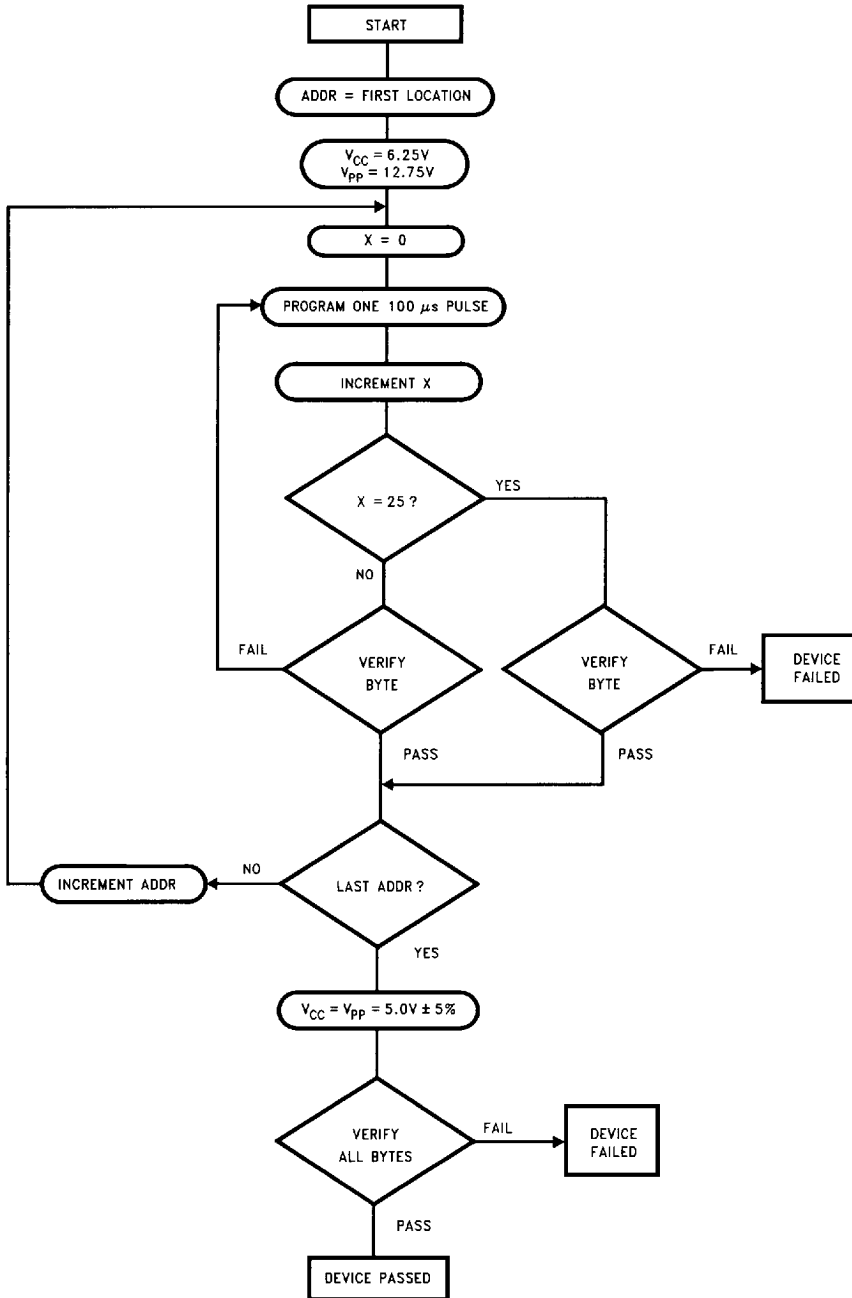 START
ADDR = FIRST LOCATION
VCC = 6.25V
VPP = 12.75V
X = 0
PROGRAM ONE 100 μs PULSE
INCREMENT X
X = 25 ?
YES
NO
FAIL
VERIFY
BYTE
VERIFY
BYTE
FAIL
DEVICE
FAILED
PASS
PASS
INCREMENT ADDR
NO
LAST ADDR ?
YES
VCC = VPP = 5.0V ± 5%
VERIFY
ALL BYTES
FAIL
DEVICE
FAILED
PASS
DEVICE PASSED